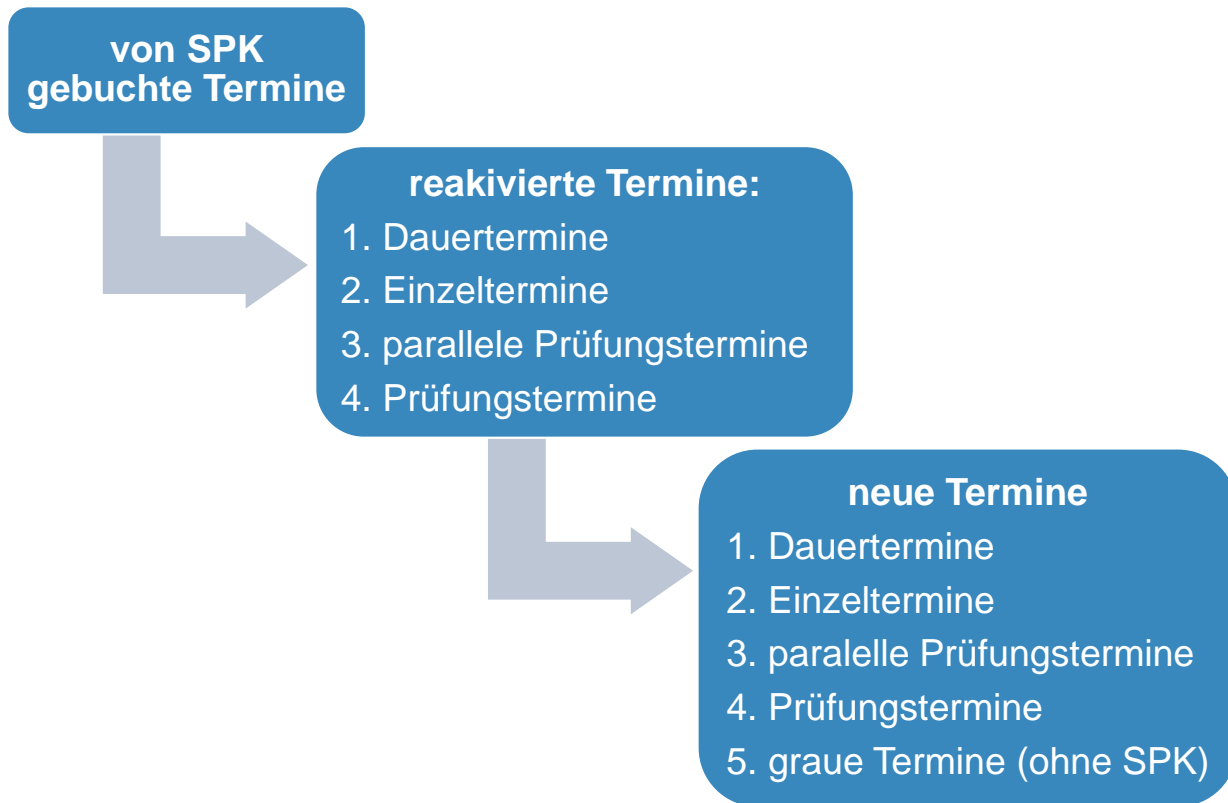 von SPK
gebuchte Termine
reakivierte Termine:
1. Dauertermine
2. Einzeltermine
3. parallele Prüfungstermine
4. Prüfungstermine
neue Termine
1. Dauertermine
2. Einzeltermine
3. paralelle Prüfungstermine
4. Prüfungstermine
5. graue Termine (ohne SPK)